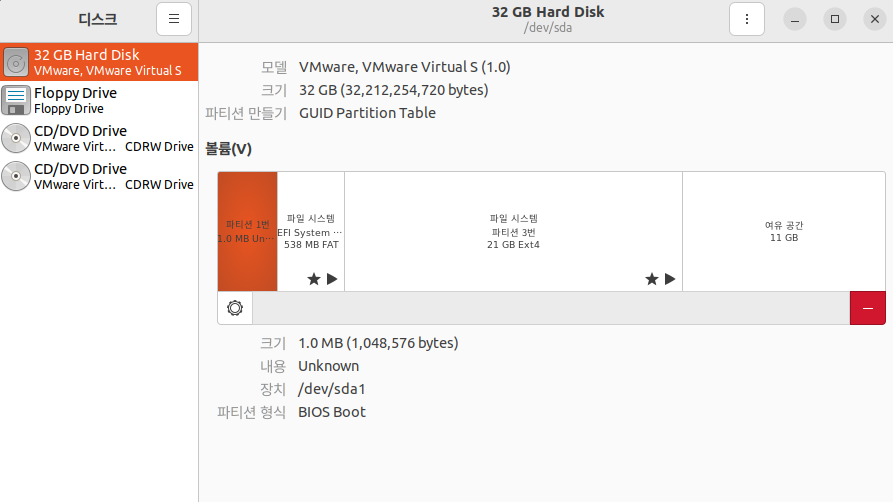 디스크
32 GB Hard Disk
/dev/sda
32 GB Hard Disk
VMware, VMware Virtual S
Floppy Drive
Floppy Drive
CD/DVD Drive
VMware Virt… CDRW Drive
CD/DVD Drive
VMware Virt… CDRW Drive
모델 VMware, VMware Virtual S (1.0)
크기 32 GB (32,212,254,720 bytes)
파티션 만들기 GUID Partition Table
볼륨(V)
파티션 1번
1.0 MB Un…
파일 시스템
EFI System …
538 MB FAT
파일 시스템
파티션 3번
21 GB Ext4
여유 공간
11 GB
크기 1.0 MB (1,048,576 bytes)
내용 Unknown
장치 /dev/sda1
파티션 형식 BIOS Boot